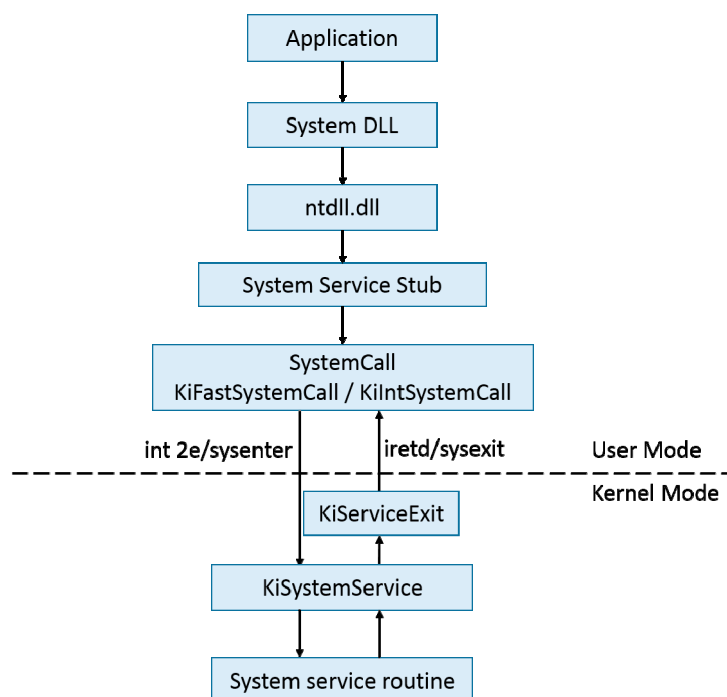 Application
System DLL
ntdll.dll
System Service Stub
SystemCall
KiFastSystemCall / KiIntSystemCall
int 2e/sysenter
iretd/sysexit
User Mode
Kernel Mode
KiServiceExit
KiSystemService
System service routine